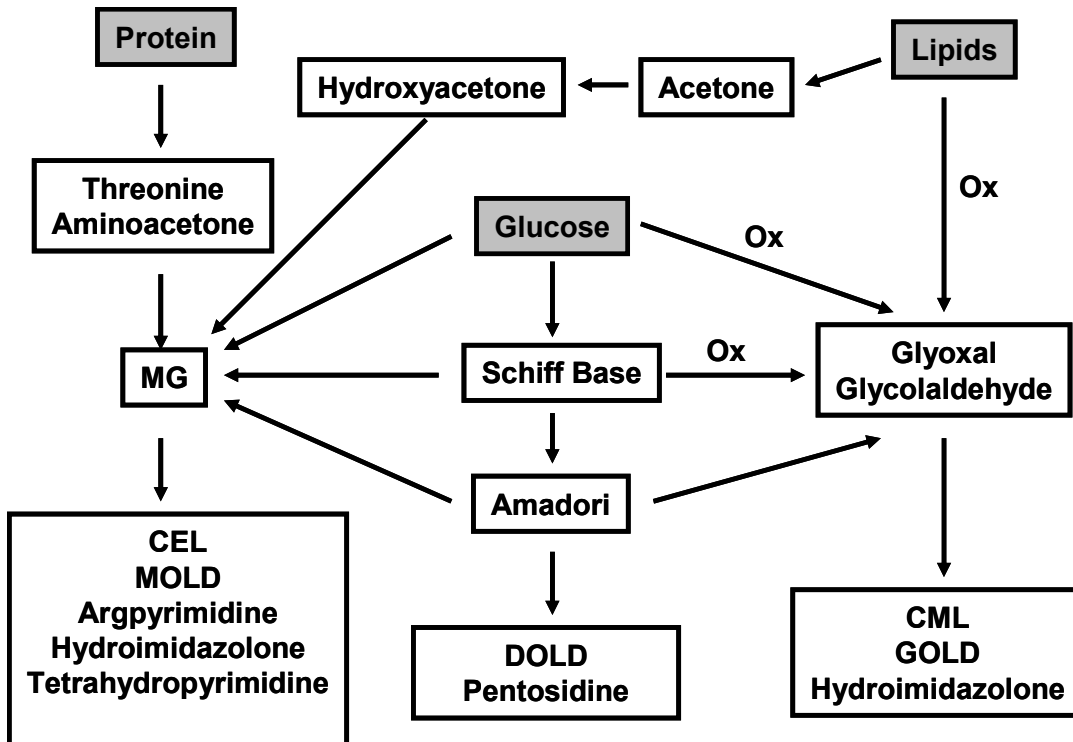 Protein
Lipids
Hydroxyacetone
Acetone
Threonine
Aminoacetone
Ox
Glucose
Ox
MG
Schiff Base
Ox
Glyoxal
Glycolaldehyde
Amadori
CEL
MOLD
Argpyrimidine
Hydroimidazolone
Tetrahydropyrimidine
DOLD
Pentosidine
CML
GOLD
Hydroimidazolone